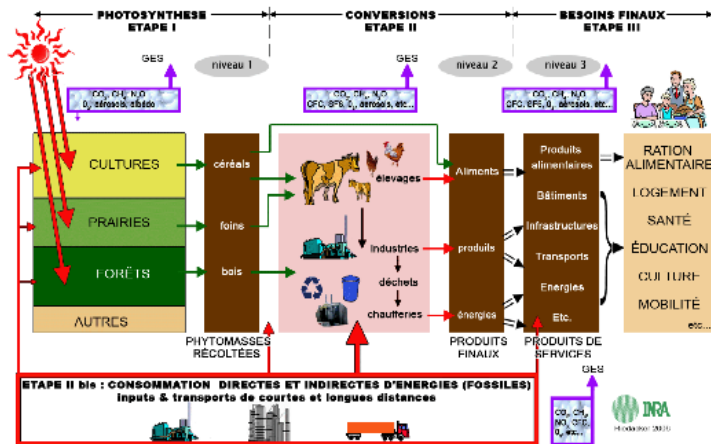 PHOTOSYNTHESE
ETAPE I
CONVERSIONS
ETAPE II
BESOINS FINAUX
ETAPE III
GES
niveau 1
GES
niveau 2
niveau 3
GES
CO₂, CH₄, N₂O
O₃, aérosols, albédo
CO₂, CH₄, N₂O
CFC, SF6, O₃, aérosols, etc...
CO₂, CH₄, N₂O
CFC, SF6, O₃, aérosols, etc...
CULTURES
PRAIRIES
FORÊTS
AUTRES
céréals
foins
bois
PHYTOMASSES
RÉCOLTÉES
élevages
Industries
déchets
chaufferies
Aliments
produits
énergies
PRODUITS
FINAUX
Produits
alimentaires
Bâtiments
Infrastructures
Transports
Energies
Etc.
PRODUITS DE
SERVICES
RATION
ALIMENTAIRE
LOGEMENT
SANTÉ
ÉDUCATION
CULTURE
MOBILITÉ
etc...
ETAPE II bis : CONSOMMATION DIRECTES ET INDIRECTES D'ENERGIES (FOSSILES)
inputs & transports de courtes et longues distances
GES
CO₂, CH₄
NO, CFC,
O₃ etc...
INRA